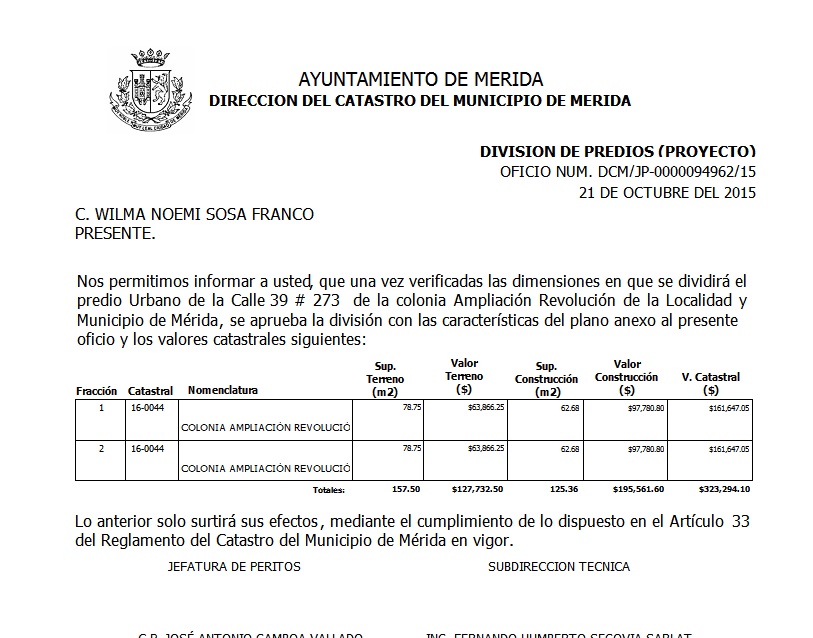 AYUNTAMIENTO DE MERIDA
DIRECCION DEL CATASTRO DEL MUNICIPIO DE MERIDA
DIVISION DE PREDIOS (PROYECTO)
OFICIO NUM. DCM/JP-0000094962/15
21 DE OCTUBRE DEL 2015
C. WILMA NOEMI SOSA FRANCO
PRESENTE.
Nos permitimos informar a usted, que una vez verificadas las dimensiones en que se dividirá el
predio Urbano de la Calle 39 # 273 de la colonia Ampliación Revolución de la Localidad y
Municipio de Mérida, se aprueba la división con las características del plano anexo al presente
oficio y los valores catastrales siguientes:
Fracción Catastral Nomenclatura Sup. Terreno (m2) Valor Terreno ($) Sup. Construcción (m2) Valor Construcción ($) V. Catastral ($)
1 16-0044 78.75 $63,866.25 62.68 $97,780.80 $161,647.05
COLONIA AMPLIACIÓN REVOLUCIÓ
2 16-0044 78.75 $63,866.25 62.68 $97,780.80 $161,647.05
COLONIA AMPLIACIÓN REVOLUCIÓ
Totales: 157.50 $127,732.50 125.36 $195,561.60 $323,294.10
Lo anterior solo surtirá sus efectos, mediante el cumplimiento de lo dispuesto en el Artículo 33
del Reglamento del Catastro del Municipio de Mérida en vigor.
JEFATURA DE PERITOS SUBDIRECCION TECNICA
C.P. JOSÉ ANTONIO GAMBOA VALLADO ING. FERNANDO HUMBERTO SEGOVIA SARLAT